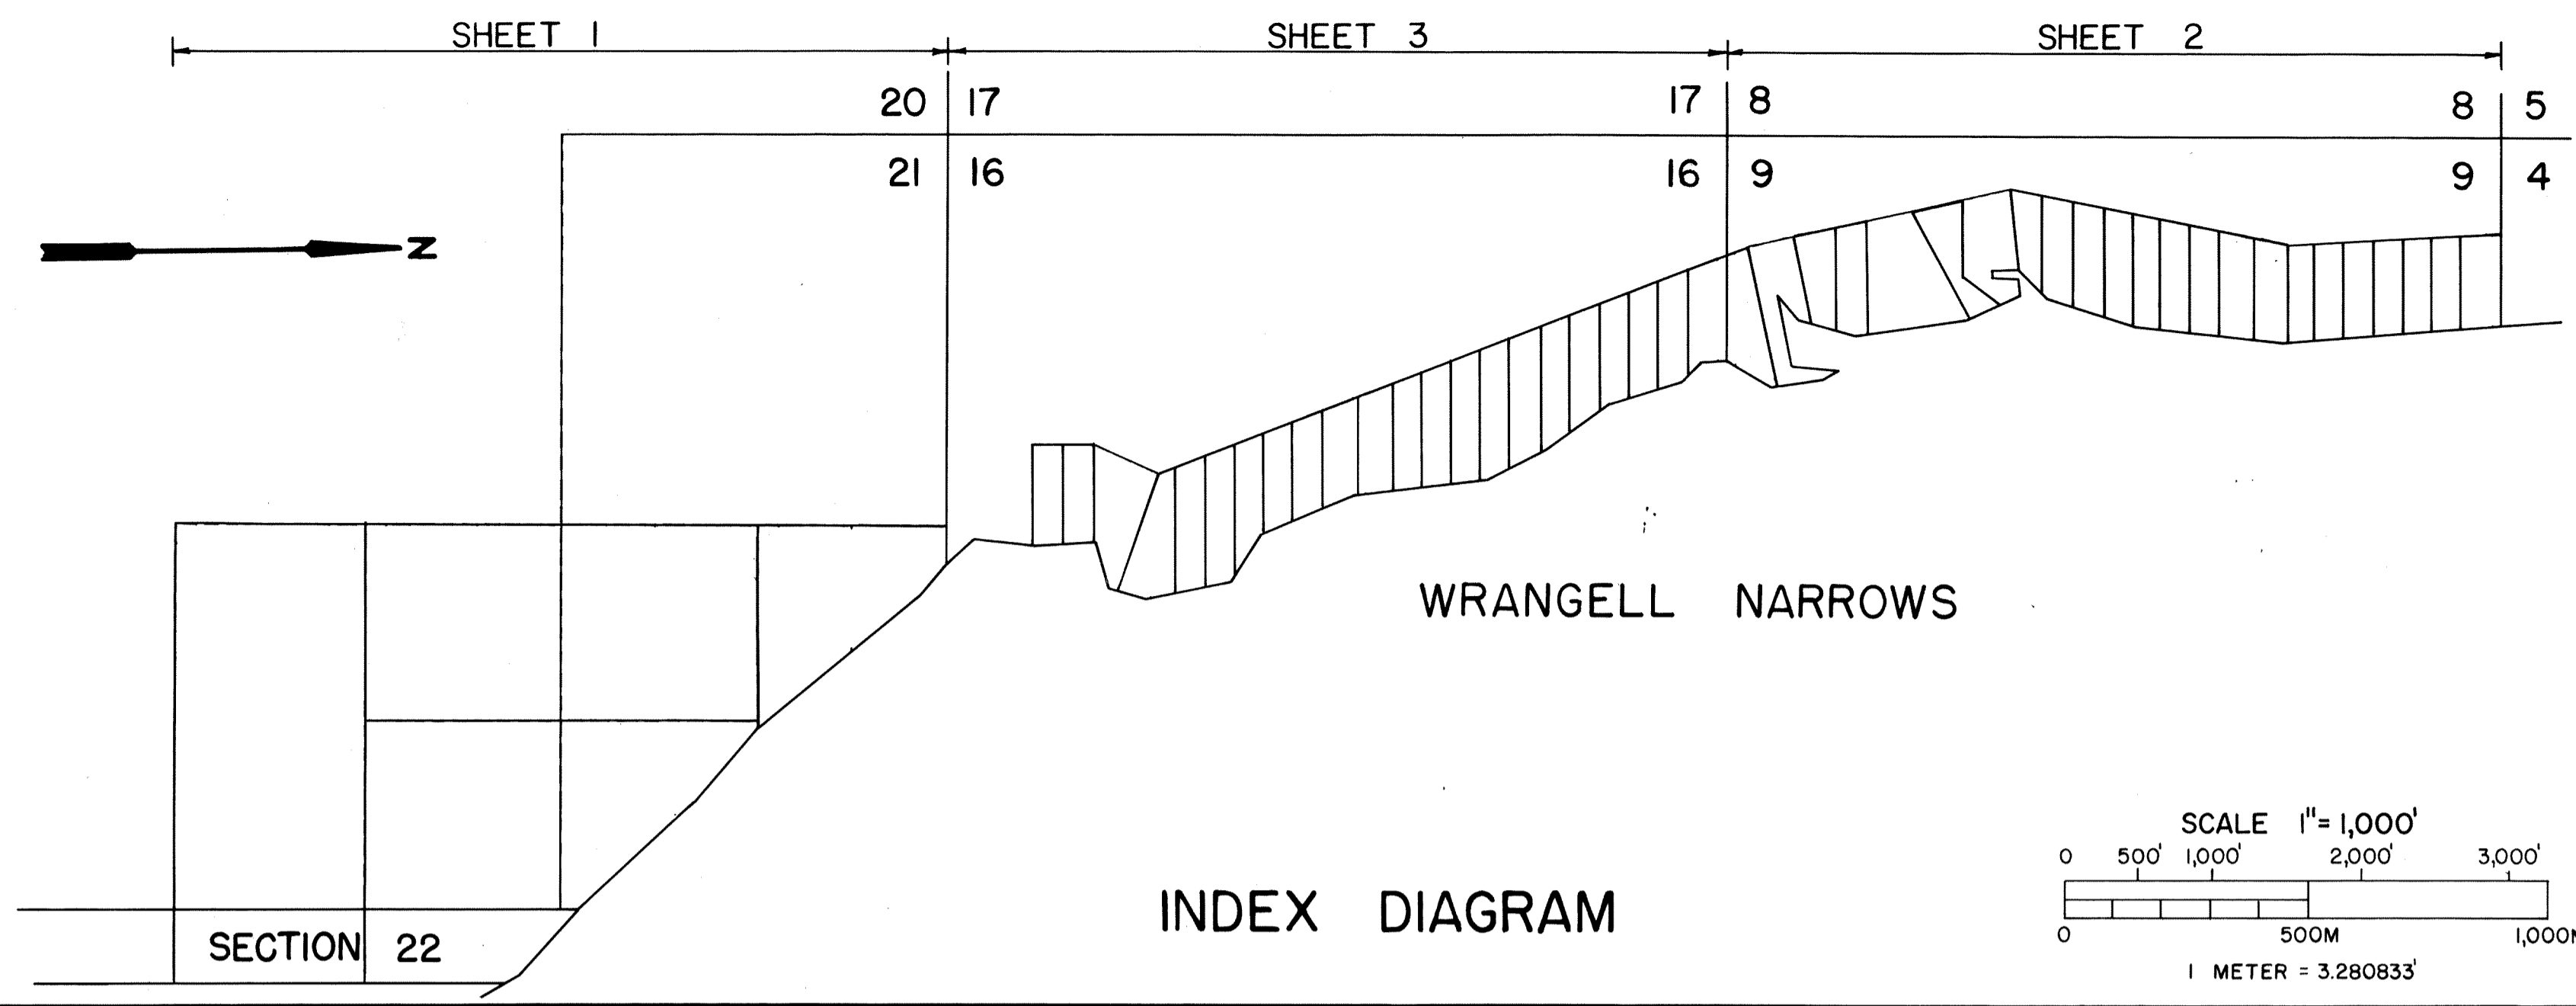 SHEET 1 SHEET 3 SHEET 2
20 17 17 8 8 5
21 16 16 9 9 4
N
WRANGELL NARROWS
SCALE 1"= 1,000'
0 500' 1,000' 2,000' 3,000'
INDEX DIAGRAM
SECTION 22
0 500M 1,000M
1 METER = 3.280833'